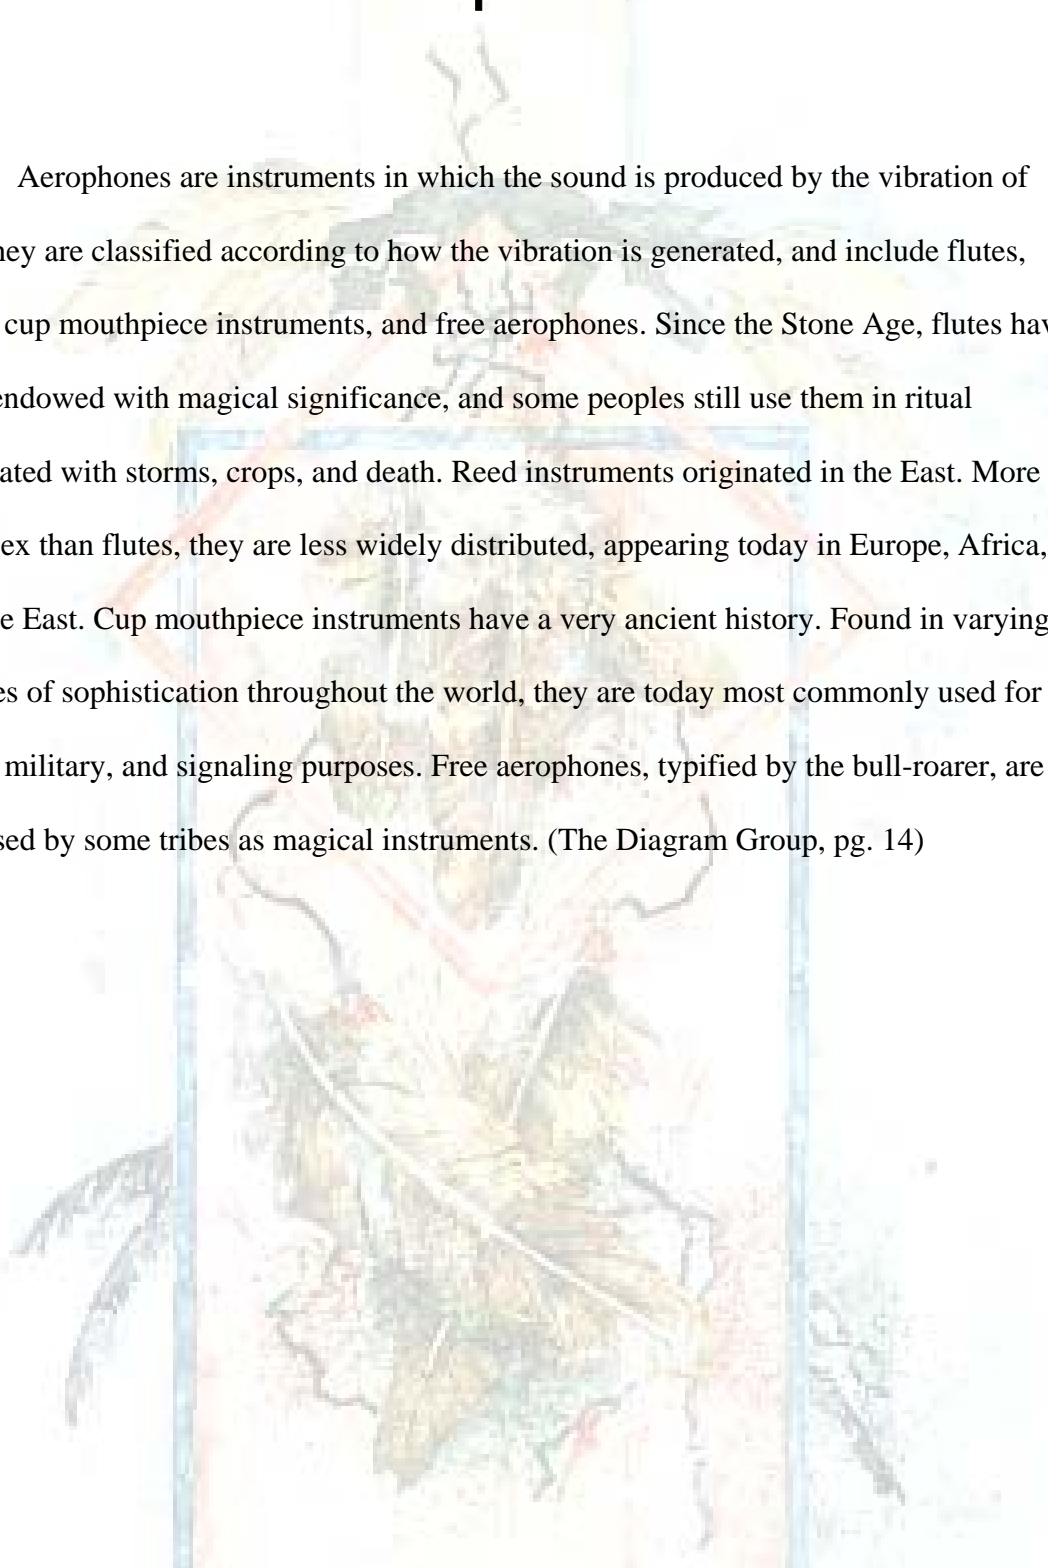 Aerophones are instruments in which the sound is produced by the vibration of
hey are classified according to how the vibration is generated, and include flutes,
cup mouthpiece instruments, and free aerophones. Since the Stone Age, flutes hav
endowed with magical significance, and some peoples still use them in ritual
ated with storms, crops, and death. Reed instruments originated in the East. More
ex than flutes, they are less widely distributed, appearing today in Europe, Africa,
e East. Cup mouthpiece instruments have a very ancient history. Found in varying
es of sophistication throughout the world, they are today most commonly used for
military, and signaling purposes. Free aerophones, typified by the bull-roarer, are
sed by some tribes as magical instruments. (The Diagram Group, pg. 14)